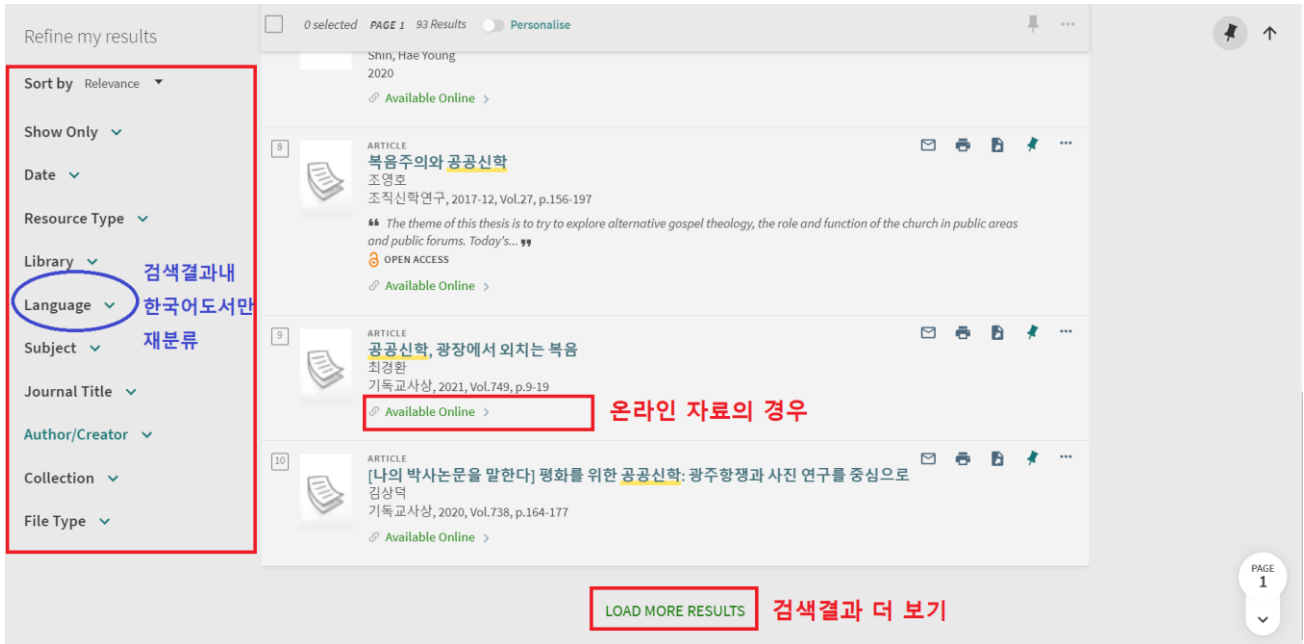 Refine my results
Sort by Relevance
Show Only
Date
Resource Type
Library
Language
Subject
Journal Title
Author/Creator
Collection
File Type
검색결과내
한국어도서만
재분류
0 selected PAGE 1 93 Results Personalise
Shin, Hae Young
2020
Available Online
8
ARTICLE
복음주의와 공공신학
조영호
조직신학연구, 2017-12, Vol.27, p.156-197
❝ The theme of this thesis is to try to explore alternative gospel theology, the role and function of the church in public areas
and public forums. Today's... ❞
OPEN ACCESS
Available Online
9
ARTICLE
공공신학, 광장에서 외치는 복음
최경환
기독교사상, 2021, Vol.749, p.9-19
Available Online
온라인 자료의 경우
10
ARTICLE
[나의 박사논문을 말한다] 평화를 위한 공공신학: 광주항쟁과 사진 연구를 중심으로
김상덕
기독교사상, 2020, Vol.738, p.164-177
Available Online
LOAD MORE RESULTS
검색결과 더 보기
PAGE
1